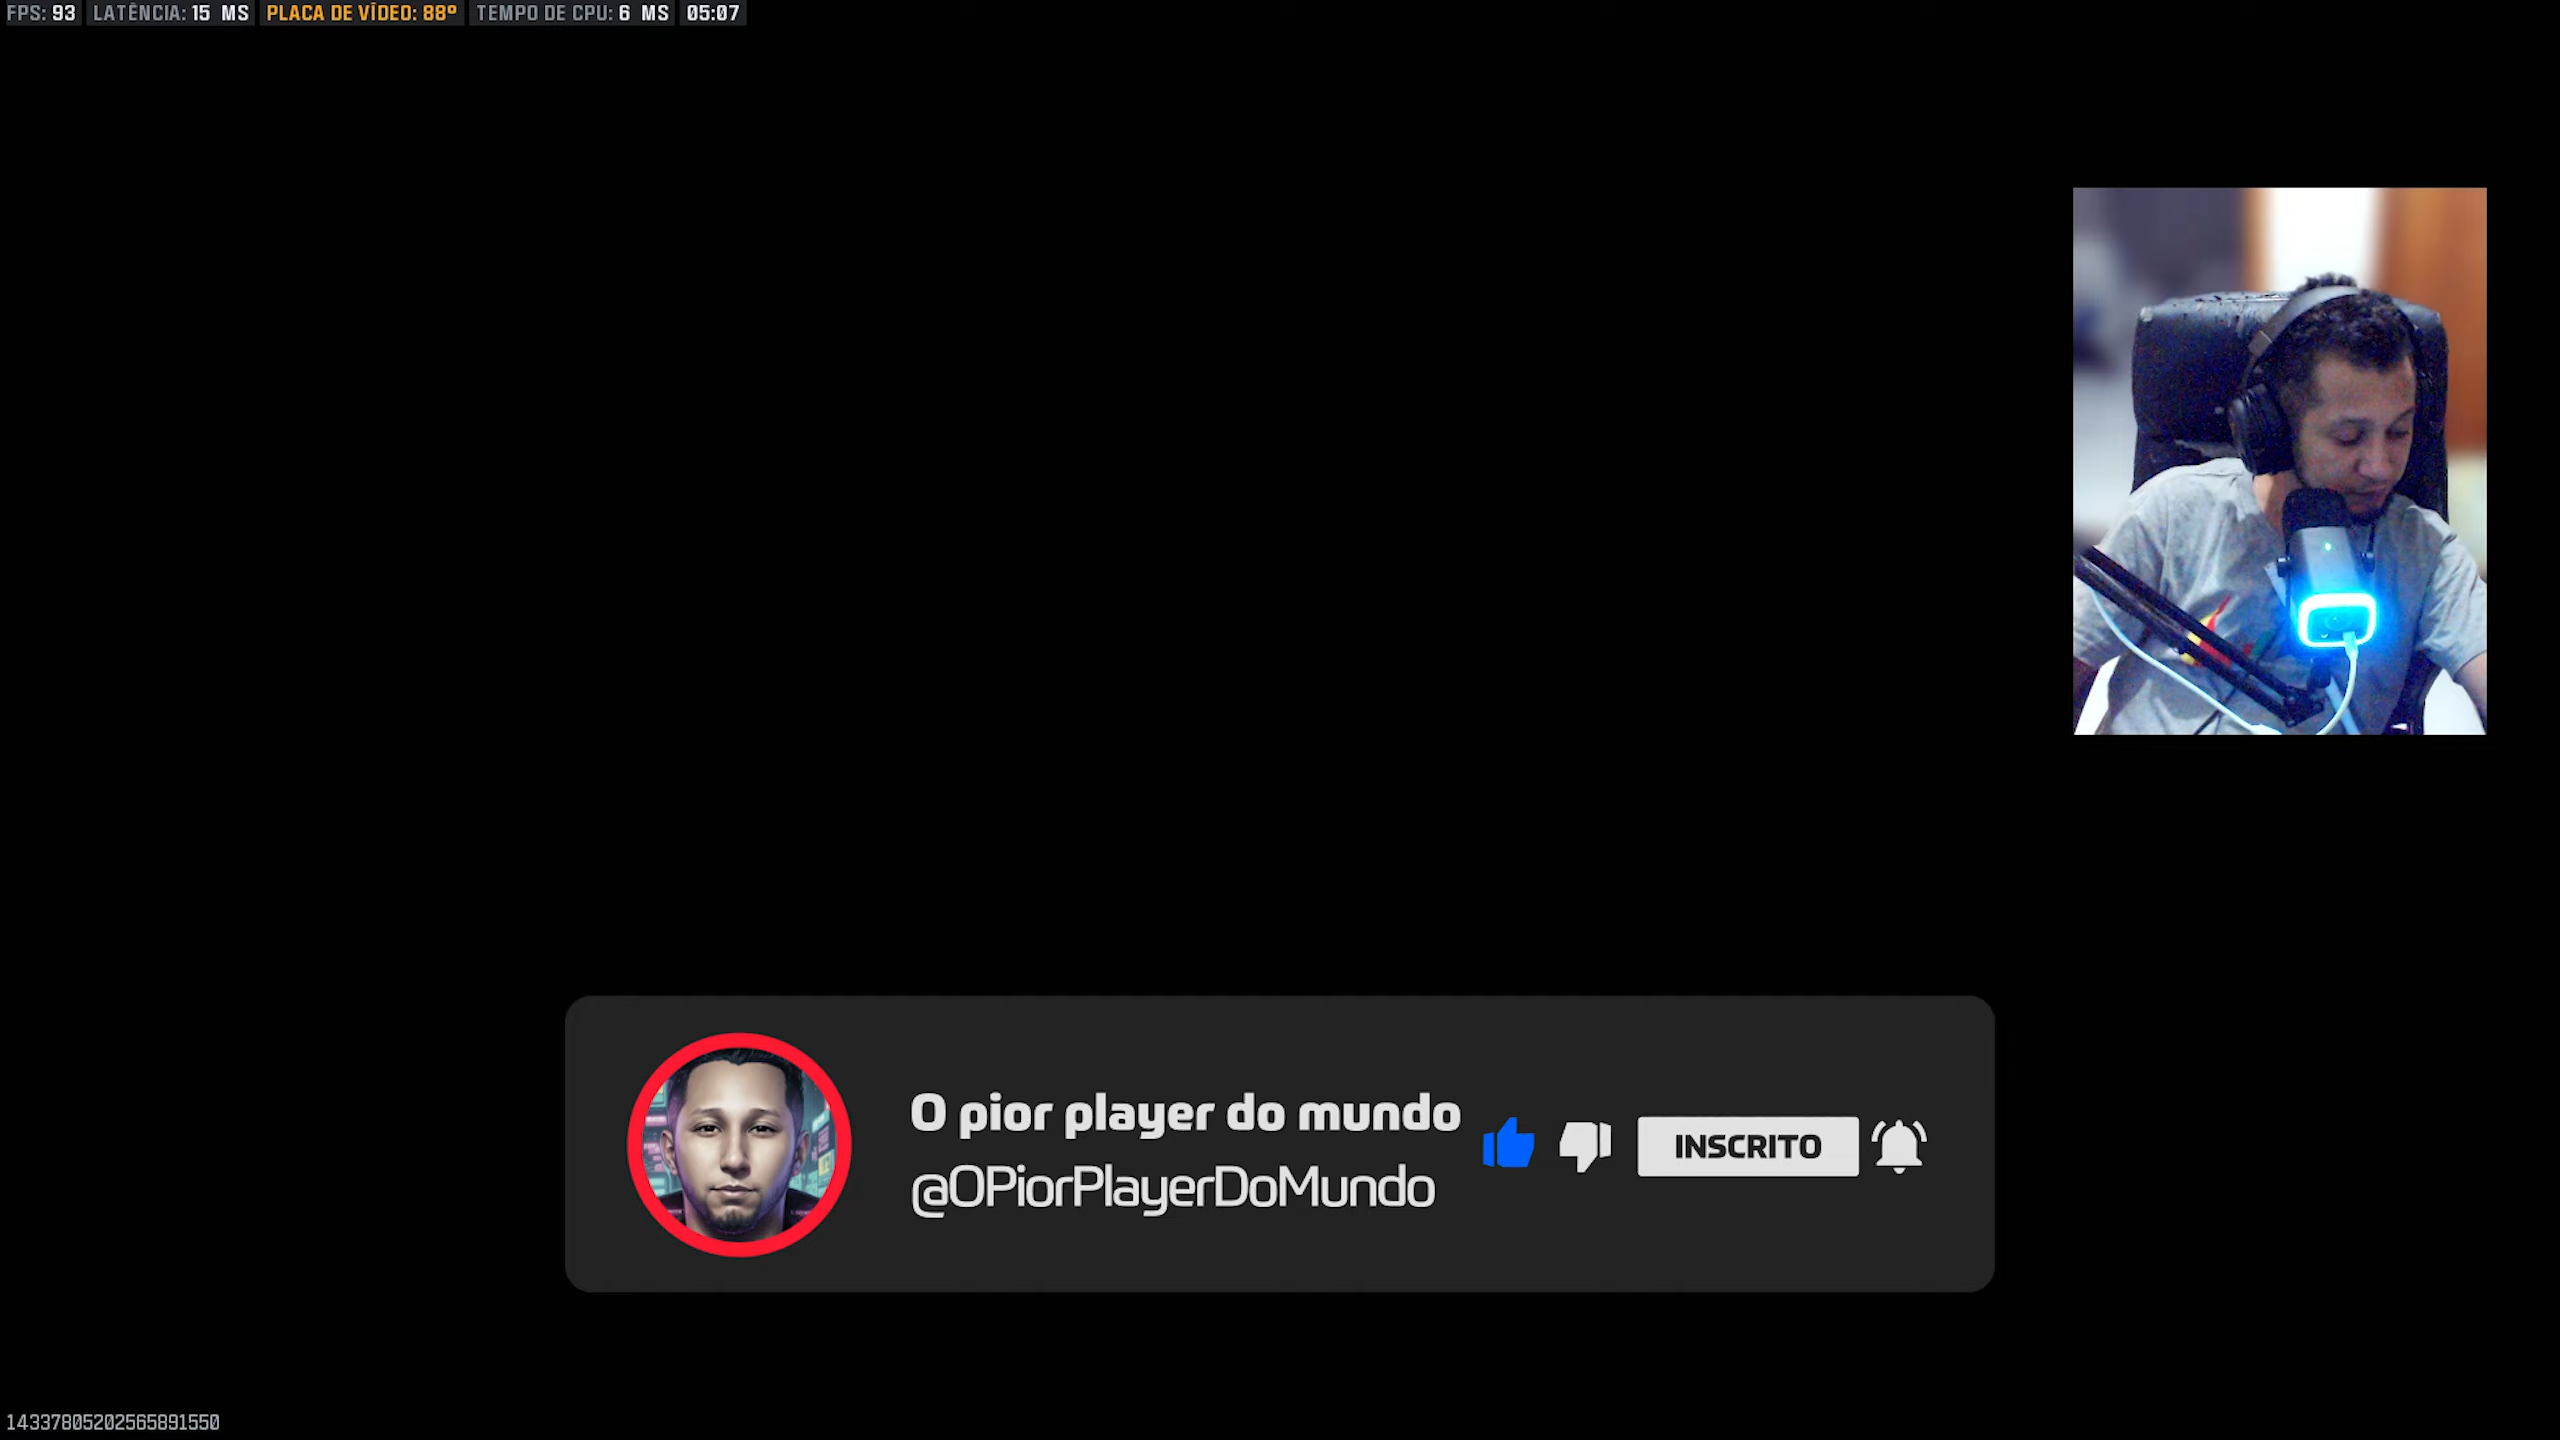 FPS: 93 LATÊNCIA: 15 MS PLACA DE VÍDEO: 88º TEMPO DE CPU: 6 MS 05:07
O pior player do mundo
@OPiorPlayerDoMundo
INSCRITO
14337805202565891550